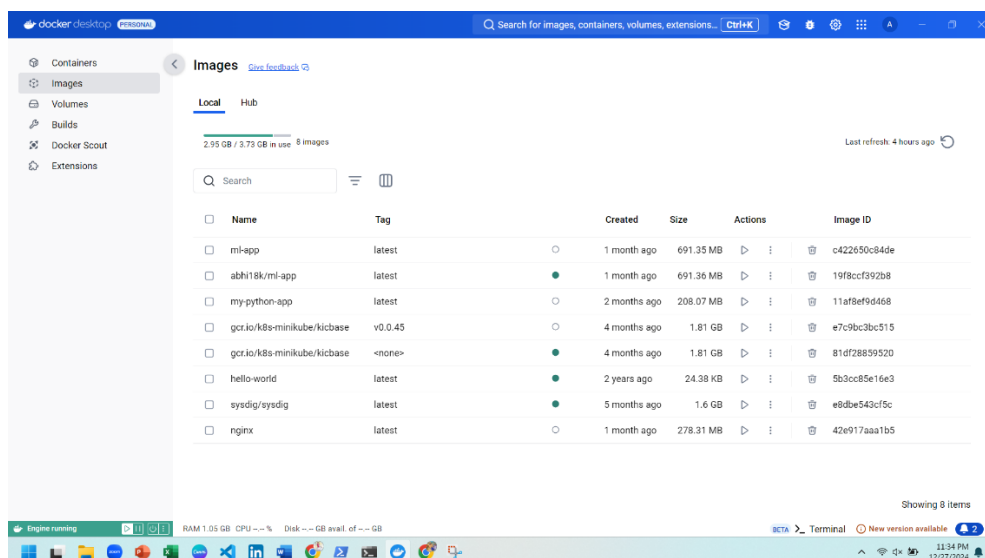 docker desktop PERSONAL
Search for images, containers, volumes, extensions... Ctrl+K
A
Containers
Images
Volumes
Builds
Docker Scout
Extensions
Images Give feedback
Local Hub
2.95 GB / 3.73 GB in use 8 images
Last refresh: 4 hours ago
Search
Name Tag Created Size Actions Image ID
ml-app latest 1 month ago 691.35 MB c422650c84de
abhi18k/ml-app latest 1 month ago 691.36 MB 19f8ccf392b8
my-python-app latest 2 months ago 208.07 MB 11af8ef9d468
gcr.io/k8s-minikube/kicbase v0.0.45 4 months ago 1.81 GB e7c9bc3bc515
gcr.io/k8s-minikube/kicbase <none> 4 months ago 1.81 GB 81df28859520
hello-world latest 2 years ago 24.38 KB 5b3cc85e16e3
sysdig/sysdig latest 5 months ago 1.6 GB e8dbe543cf5c
nginx latest 1 month ago 278.31 MB 42e917aaa1b5
Showing 8 items
Engine running RAM 1.05 GB CPU --.-- % Disk --.-- GB avail. of --.-- GB BETA >_ Terminal New version available 2
11:34 PM
12/27/2024